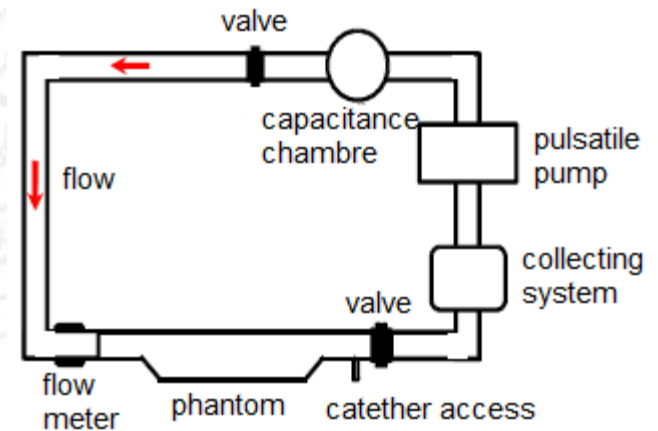 valve
capacitance
chambre
pulsatile
pump
flow
collecting
system
valve
flow
meter
phantom
catether access